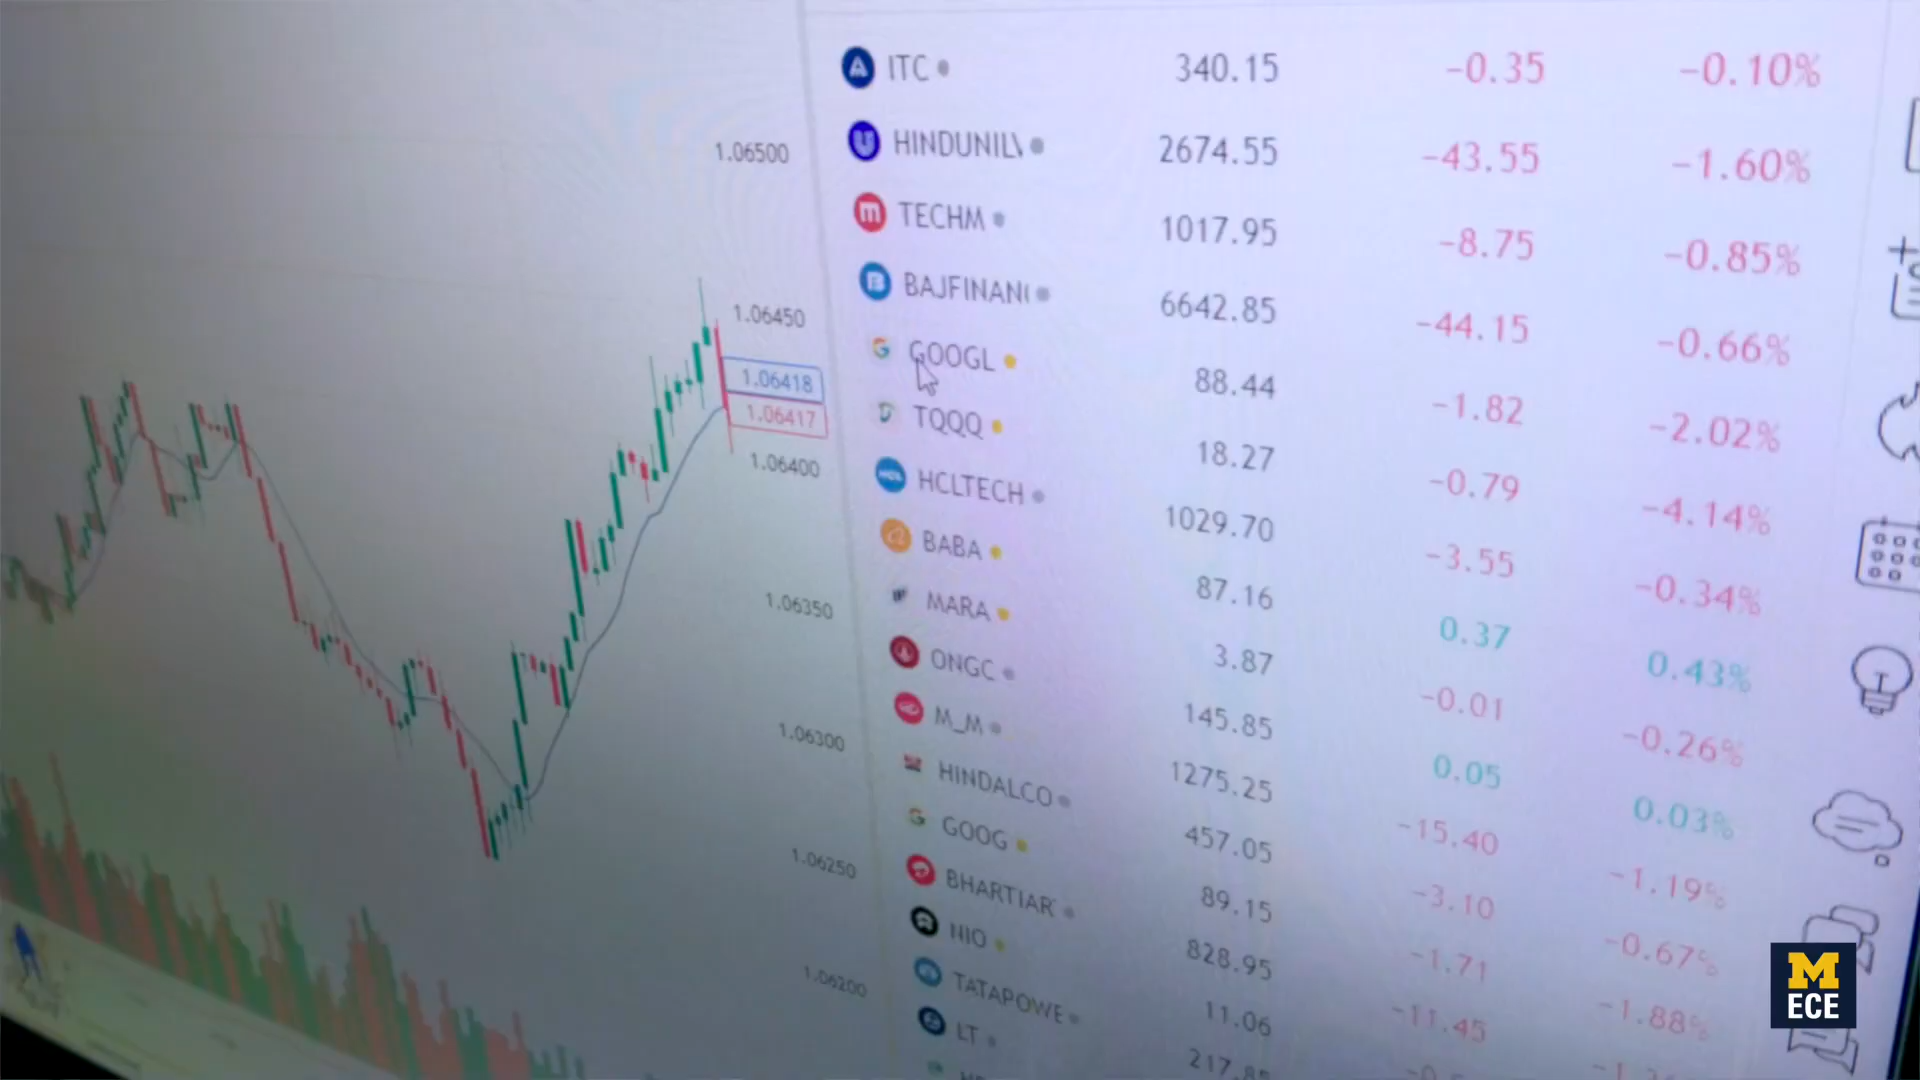 ITC 340.15 -0.35 -0.10%
HINDUNILV 2674.55 -43.55 -1.60%
TECHM 1017.95 -8.75 -0.85%
BAJFINAN 6642.85 -44.15 -0.66%
GOOGL 88.44 -1.82 -2.02%
TQQQ 18.27 -0.79 -4.14%
HCLTECH 1029.70 -3.55 -0.34%
BABA 87.16 0.37 0.43%
MARA 3.87 -0.01 -0.26%
ONGC 145.85 0.05 0.03%
M_M 1275.25 -15.40 -1.19%
HINDALCO 457.05 -3.10 -0.67%
GOOG 89.15 -1.71 -1.88%
BHARTIAR 828.95 -11.45
NIO 11.06
TATAPOWE 217.85
LT
1.06500
1.06450
1.06418
1.06417
1.06400
1.06350
1.06300
1.06250
1.06200
M
ECE